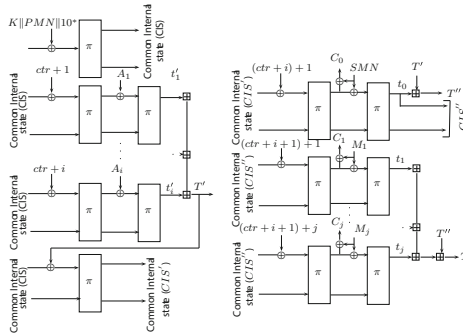 K∥PMN∥10*
π
Common Internal
state (CIS)
ctr + 1
A₁
t′₁
Common Internal
state (CIS)
π
π
ctr + i
Aᵢ
t′ᵢ
T′
Common Internal
state (CIS)
π
π
Common Internal
state (CIS′)
π
Common Internal
state (CIS′)
(ctr + i) + 1
C₀
SMN
t₀
T′
T′′
Common Internal
state (CIS′)
π
π
CIS′′
(ctr + i + 1) + 1
C₁
M₁
t₁
Common Internal
state (CIS′′)
π
π
(ctr + i + 1) + j
Cⱼ
Mⱼ
tⱼ
T′′
T
Common Internal
state (CIS′′)
π
π